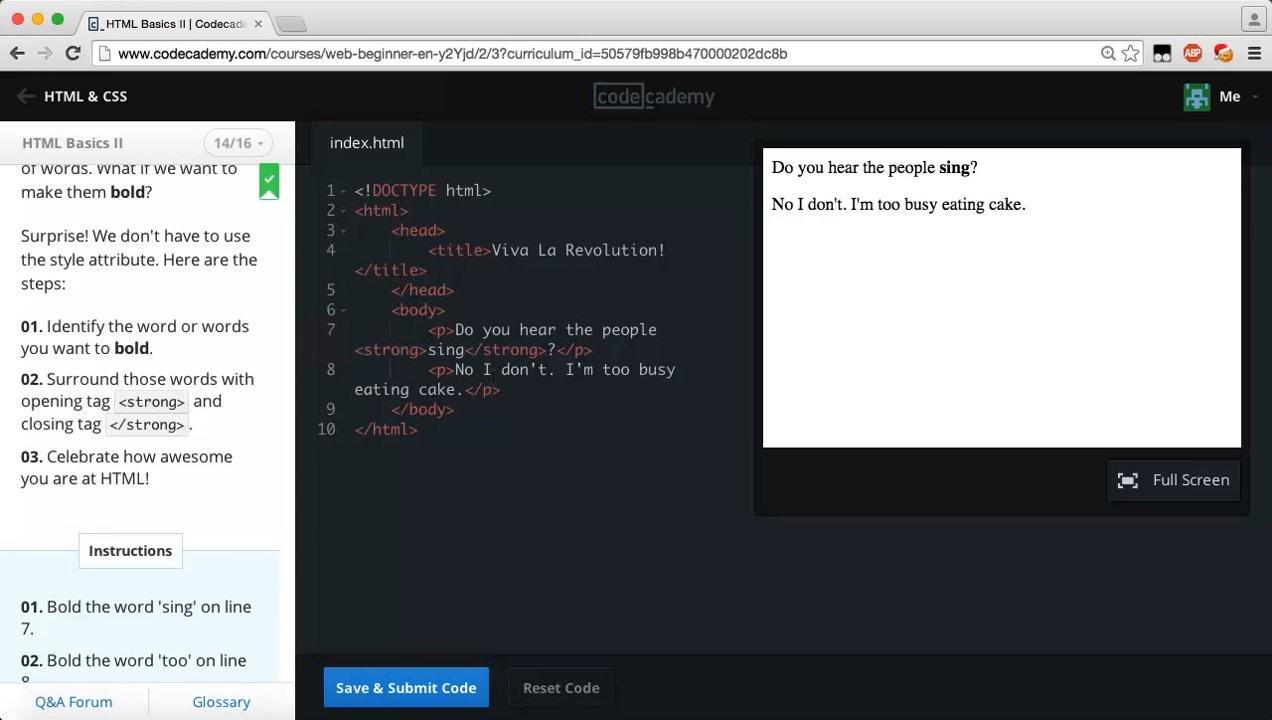 HTML Basics II | Codecad
www.codecademy.com/courses/web-beginner-en-y2Yjd/2/3?curriculum_id=50579fb998b470000202dc8b
ABP
HTML & CSS
codecademy
Me
HTML Basics II
14/16
of words. What if we want to
make them bold?
Surprise! We don't have to use
the style attribute. Here are the
steps:
01. Identify the word or words
you want to bold.
02. Surround those words with
opening tag <strong> and
closing tag </strong>.
03. Celebrate how awesome
you are at HTML!
Instructions
01. Bold the word 'sing' on line
7.
02. Bold the word 'too' on line
8
Q&A Forum
Glossary
index.html
1 <!DOCTYPE html>
2 <html>
3 <head>
4 <title>Viva La Revolution!
</title>
5 </head>
6 <body>
7 <p>Do you hear the people
<strong>sing</strong>?</p>
8 <p>No I don't. I'm too busy
eating cake.</p>
9 </body>
10 </html>
Save & Submit Code
Reset Code
Do you hear the people sing?
No I don't. I'm too busy eating cake.
Full Screen